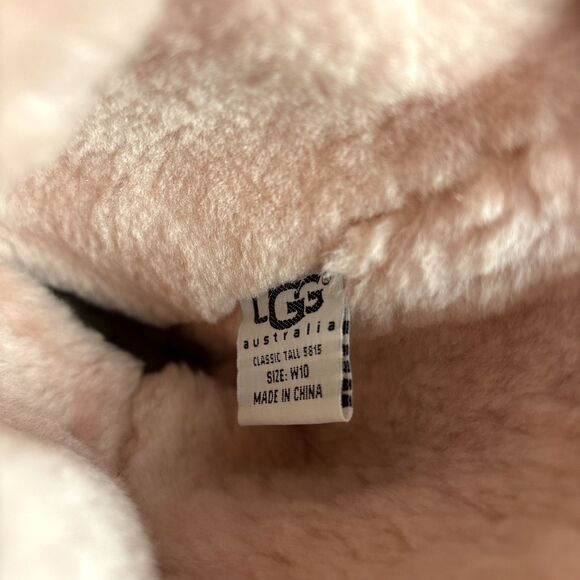 UGG®
australia
CLASSIC TALL 5815
SIZE: W10
MADE IN CHINA